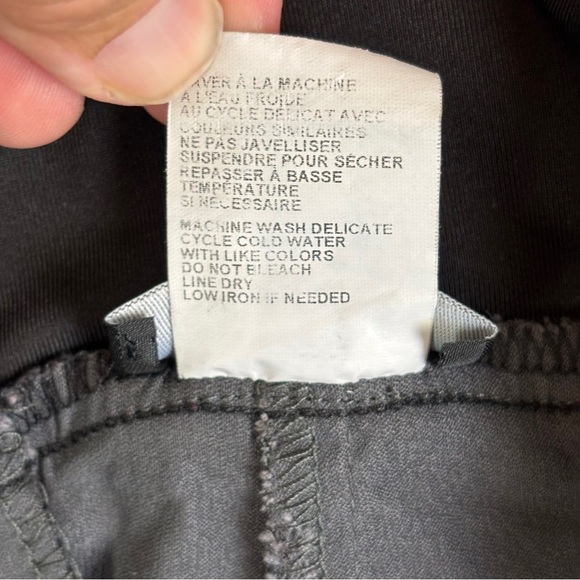 LAVER À LA MACHINE
À L'EAU FROIDE
AU CYCLE DÉLICAT AVEC
COULEURS SIMILAIRES
NE PAS JAVELLISER
SUSPENDRE POUR SÉCHER
REPASSER À BASSE
TEMPÉRATURE
SI NÉCESSAIRE
MACHINE WASH DELICATE
CYCLE COLD WATER
WITH LIKE COLORS
DO NOT BLEACH
LINE DRY
LOW IRON IF NEEDED